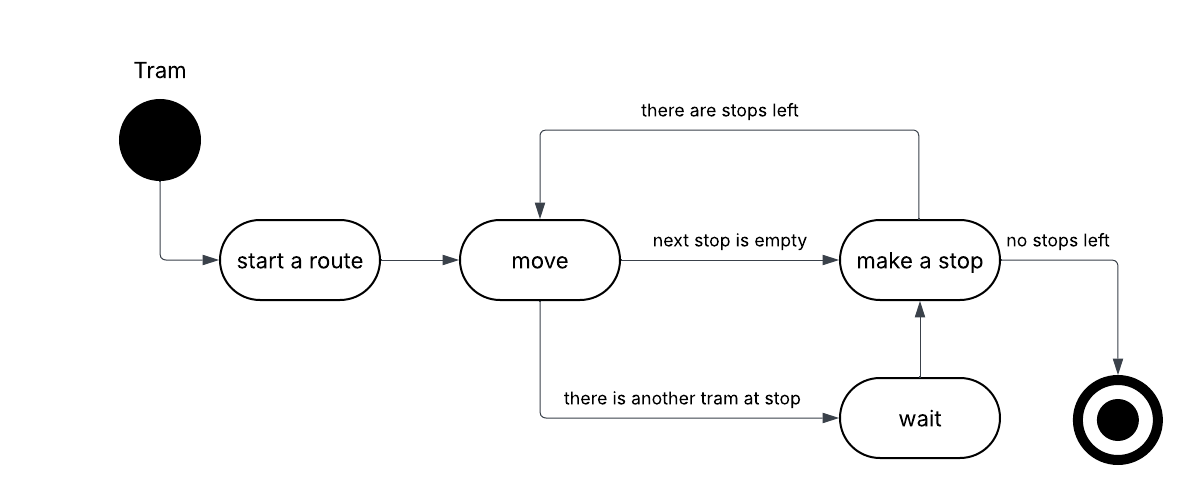 Tram
there are stops left
start a route
move
next stop is empty
make a stop
no stops left
there is another tram at stop
wait